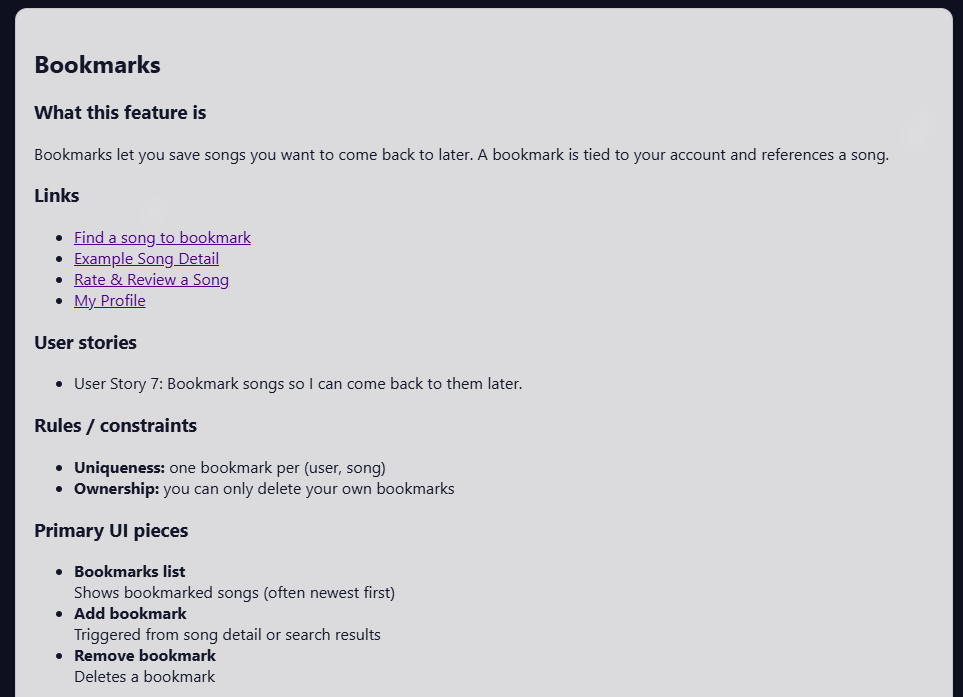 Bookmarks
What this feature is
Bookmarks let you save songs you want to come back to later. A bookmark is tied to your account and references a song.
Links
Find a song to bookmark
Example Song Detail
Rate & Review a Song
My Profile
User stories
User Story 7: Bookmark songs so I can come back to them later.
Rules / constraints
Uniqueness: one bookmark per (user, song)
Ownership: you can only delete your own bookmarks
Primary UI pieces
Bookmarks list
Shows bookmarked songs (often newest first)
Add bookmark
Triggered from song detail or search results
Remove bookmark
Deletes a bookmark